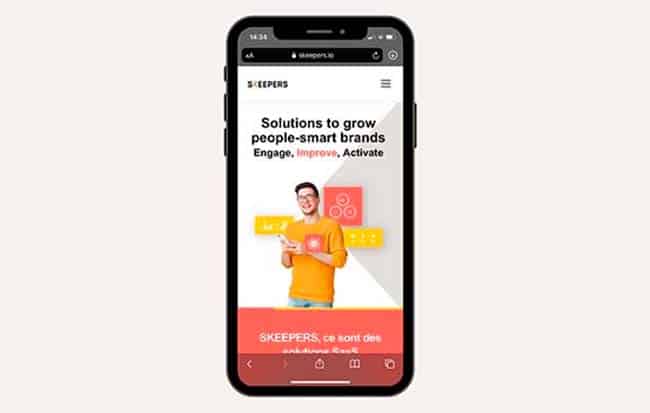 14:34
AA skeepers.io
SKEEPERS
Solutions to grow
people-smart brands
Engage, Improve, Activate
SKEEPERS, ce sont des
solutions SaaS